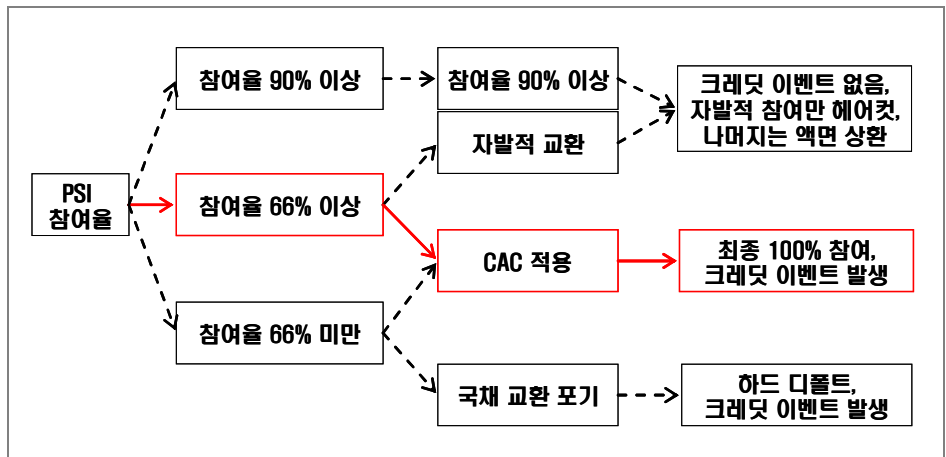 PSI
참여율
참여율 90% 이상
참여율 66% 이상
참여율 66% 미만
참여율 90% 이상
자발적 교환
CAC 적용
국채 교환 포기
크레딧 이벤트 없음,
자발적 참여만 헤어컷,
나머지는 액면 상환
최종 100% 참여,
크레딧 이벤트 발생
하드 디폴트,
크레딧 이벤트 발생